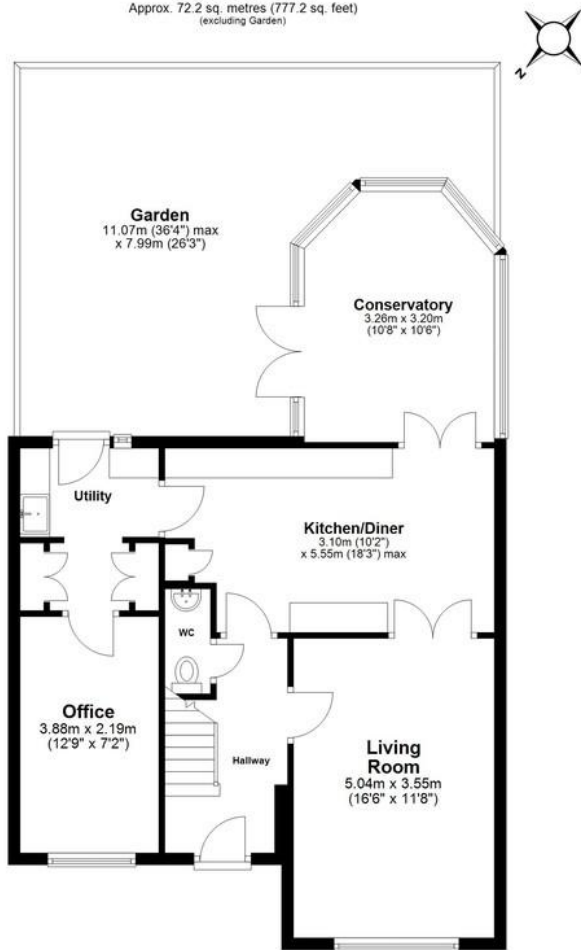 Approx. 72.2 sq. metres (777.2 sq. feet)
(excluding Garden)
N
Garden
11.07m (36'4") max
x 7.99m (26'3")
Conservatory
3.26m x 3.20m
(10'8" x 10'6")
Utility
Kitchen/Diner
3.10m (10'2")
x 5.55m (18'3") max
WC
Office
3.88m x 2.19m
(12'9" x 7'2")
Hallway
Living
Room
5.04m x 3.55m
(16'6" x 11'8")